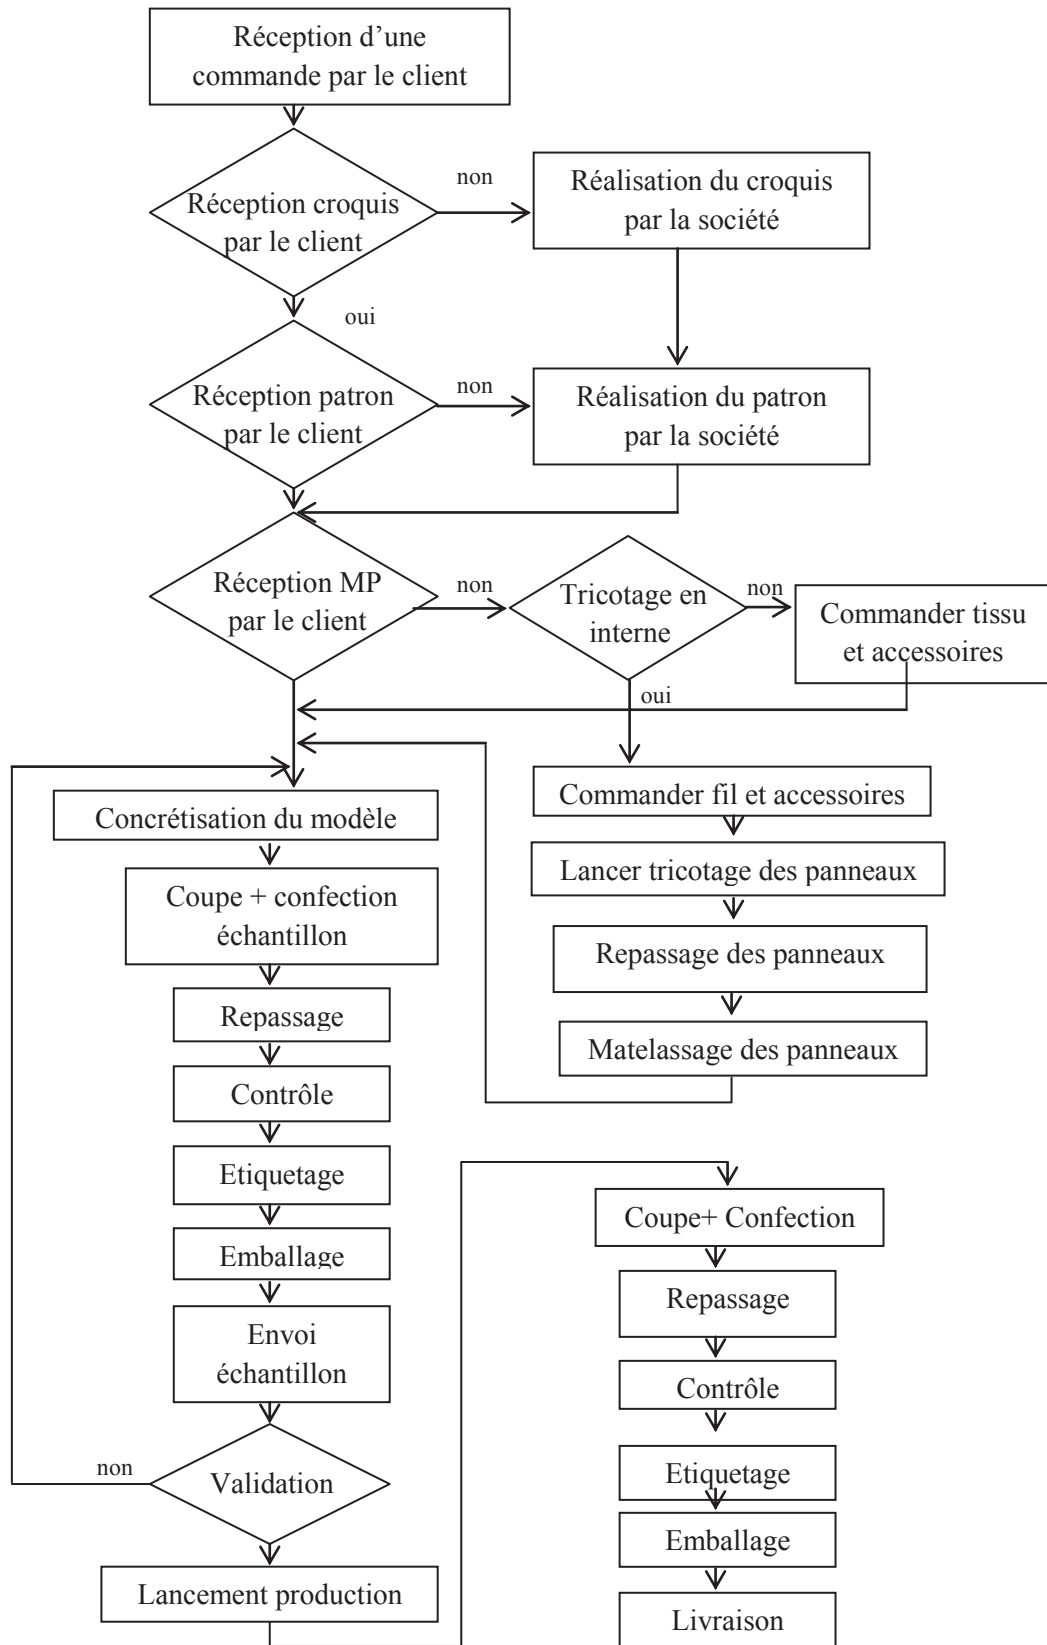 Réception d’une
commande par le client
Réception croquis
par le client
non
Réalisation du croquis
par la société
oui
Réception patron
par le client
non
Réalisation du patron
par la société
Réception MP
par le client
non
Tricotage en
interne
non
Commander tissu
et accessoires
oui
Commander fil et accessoires
Lancer tricotage des panneaux
Repassage des panneaux
Matelassage des panneaux
Concrétisation du modèle
Coupe + confection
échantillon
Repassage
Contrôle
Etiquetage
Emballage
Envoi
échantillon
non
Validation
Lancement production
Coupe+ Confection
Repassage
Contrôle
Etiquetage
Emballage
Livraison